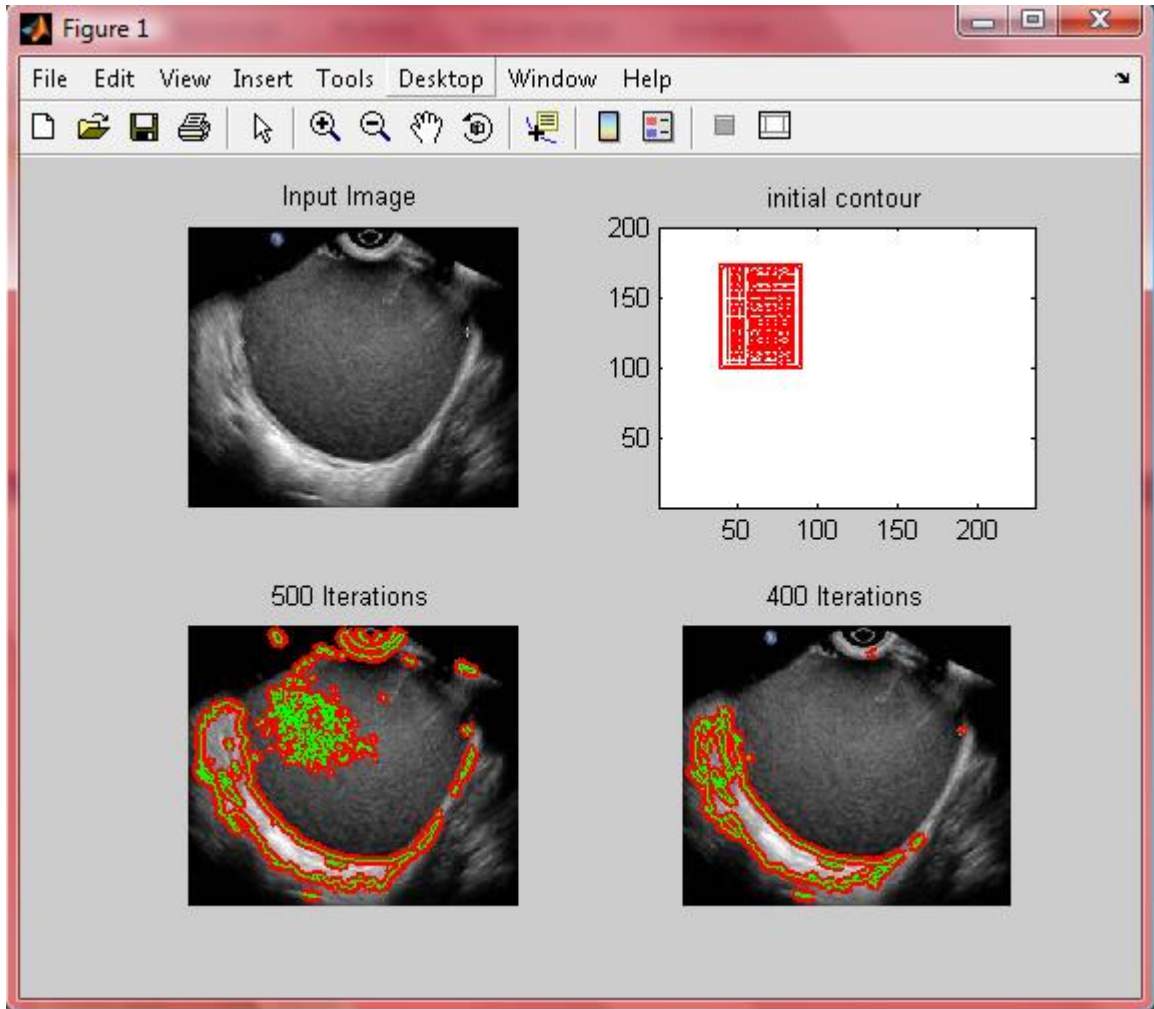 Figure 1
File Edit View Insert Tools Desktop Window Help
Input Image
initial contour
200
150
100
50
50 100 150 200
500 Iterations
400 Iterations